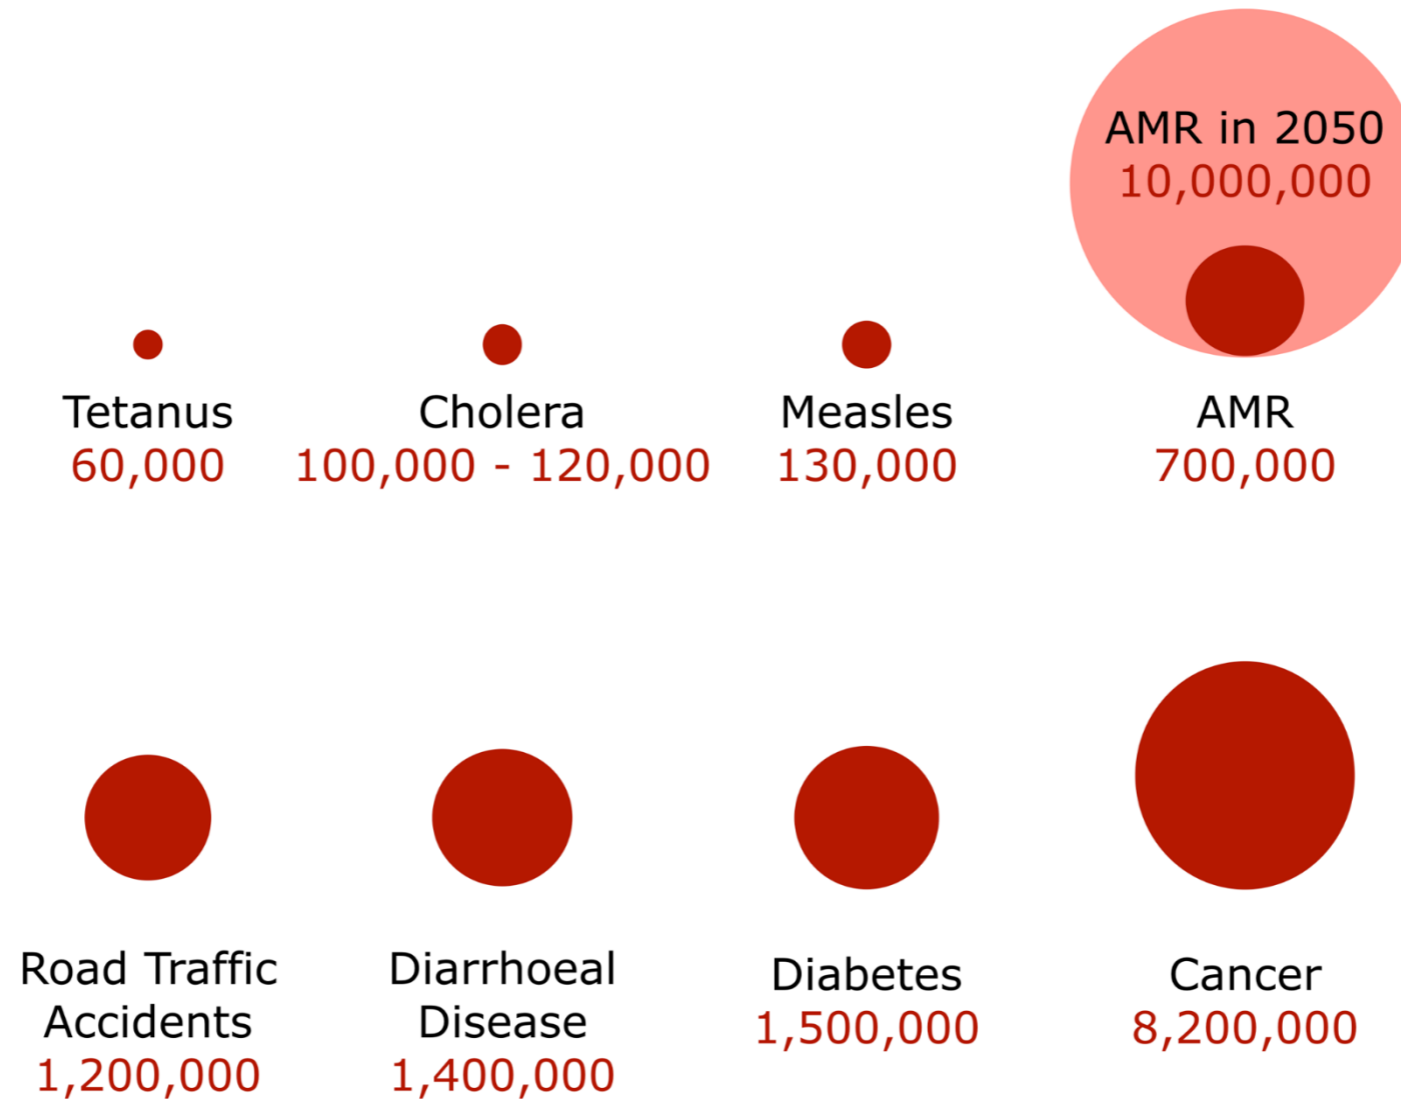 AMR in 2050
10,000,000
Tetanus
60,000
Cholera
100,000 - 120,000
Measles
130,000
AMR
700,000
Road Traffic
Accidents
1,200,000
Diarrhoeal
Disease
1,400,000
Diabetes
1,500,000
Cancer
8,200,000